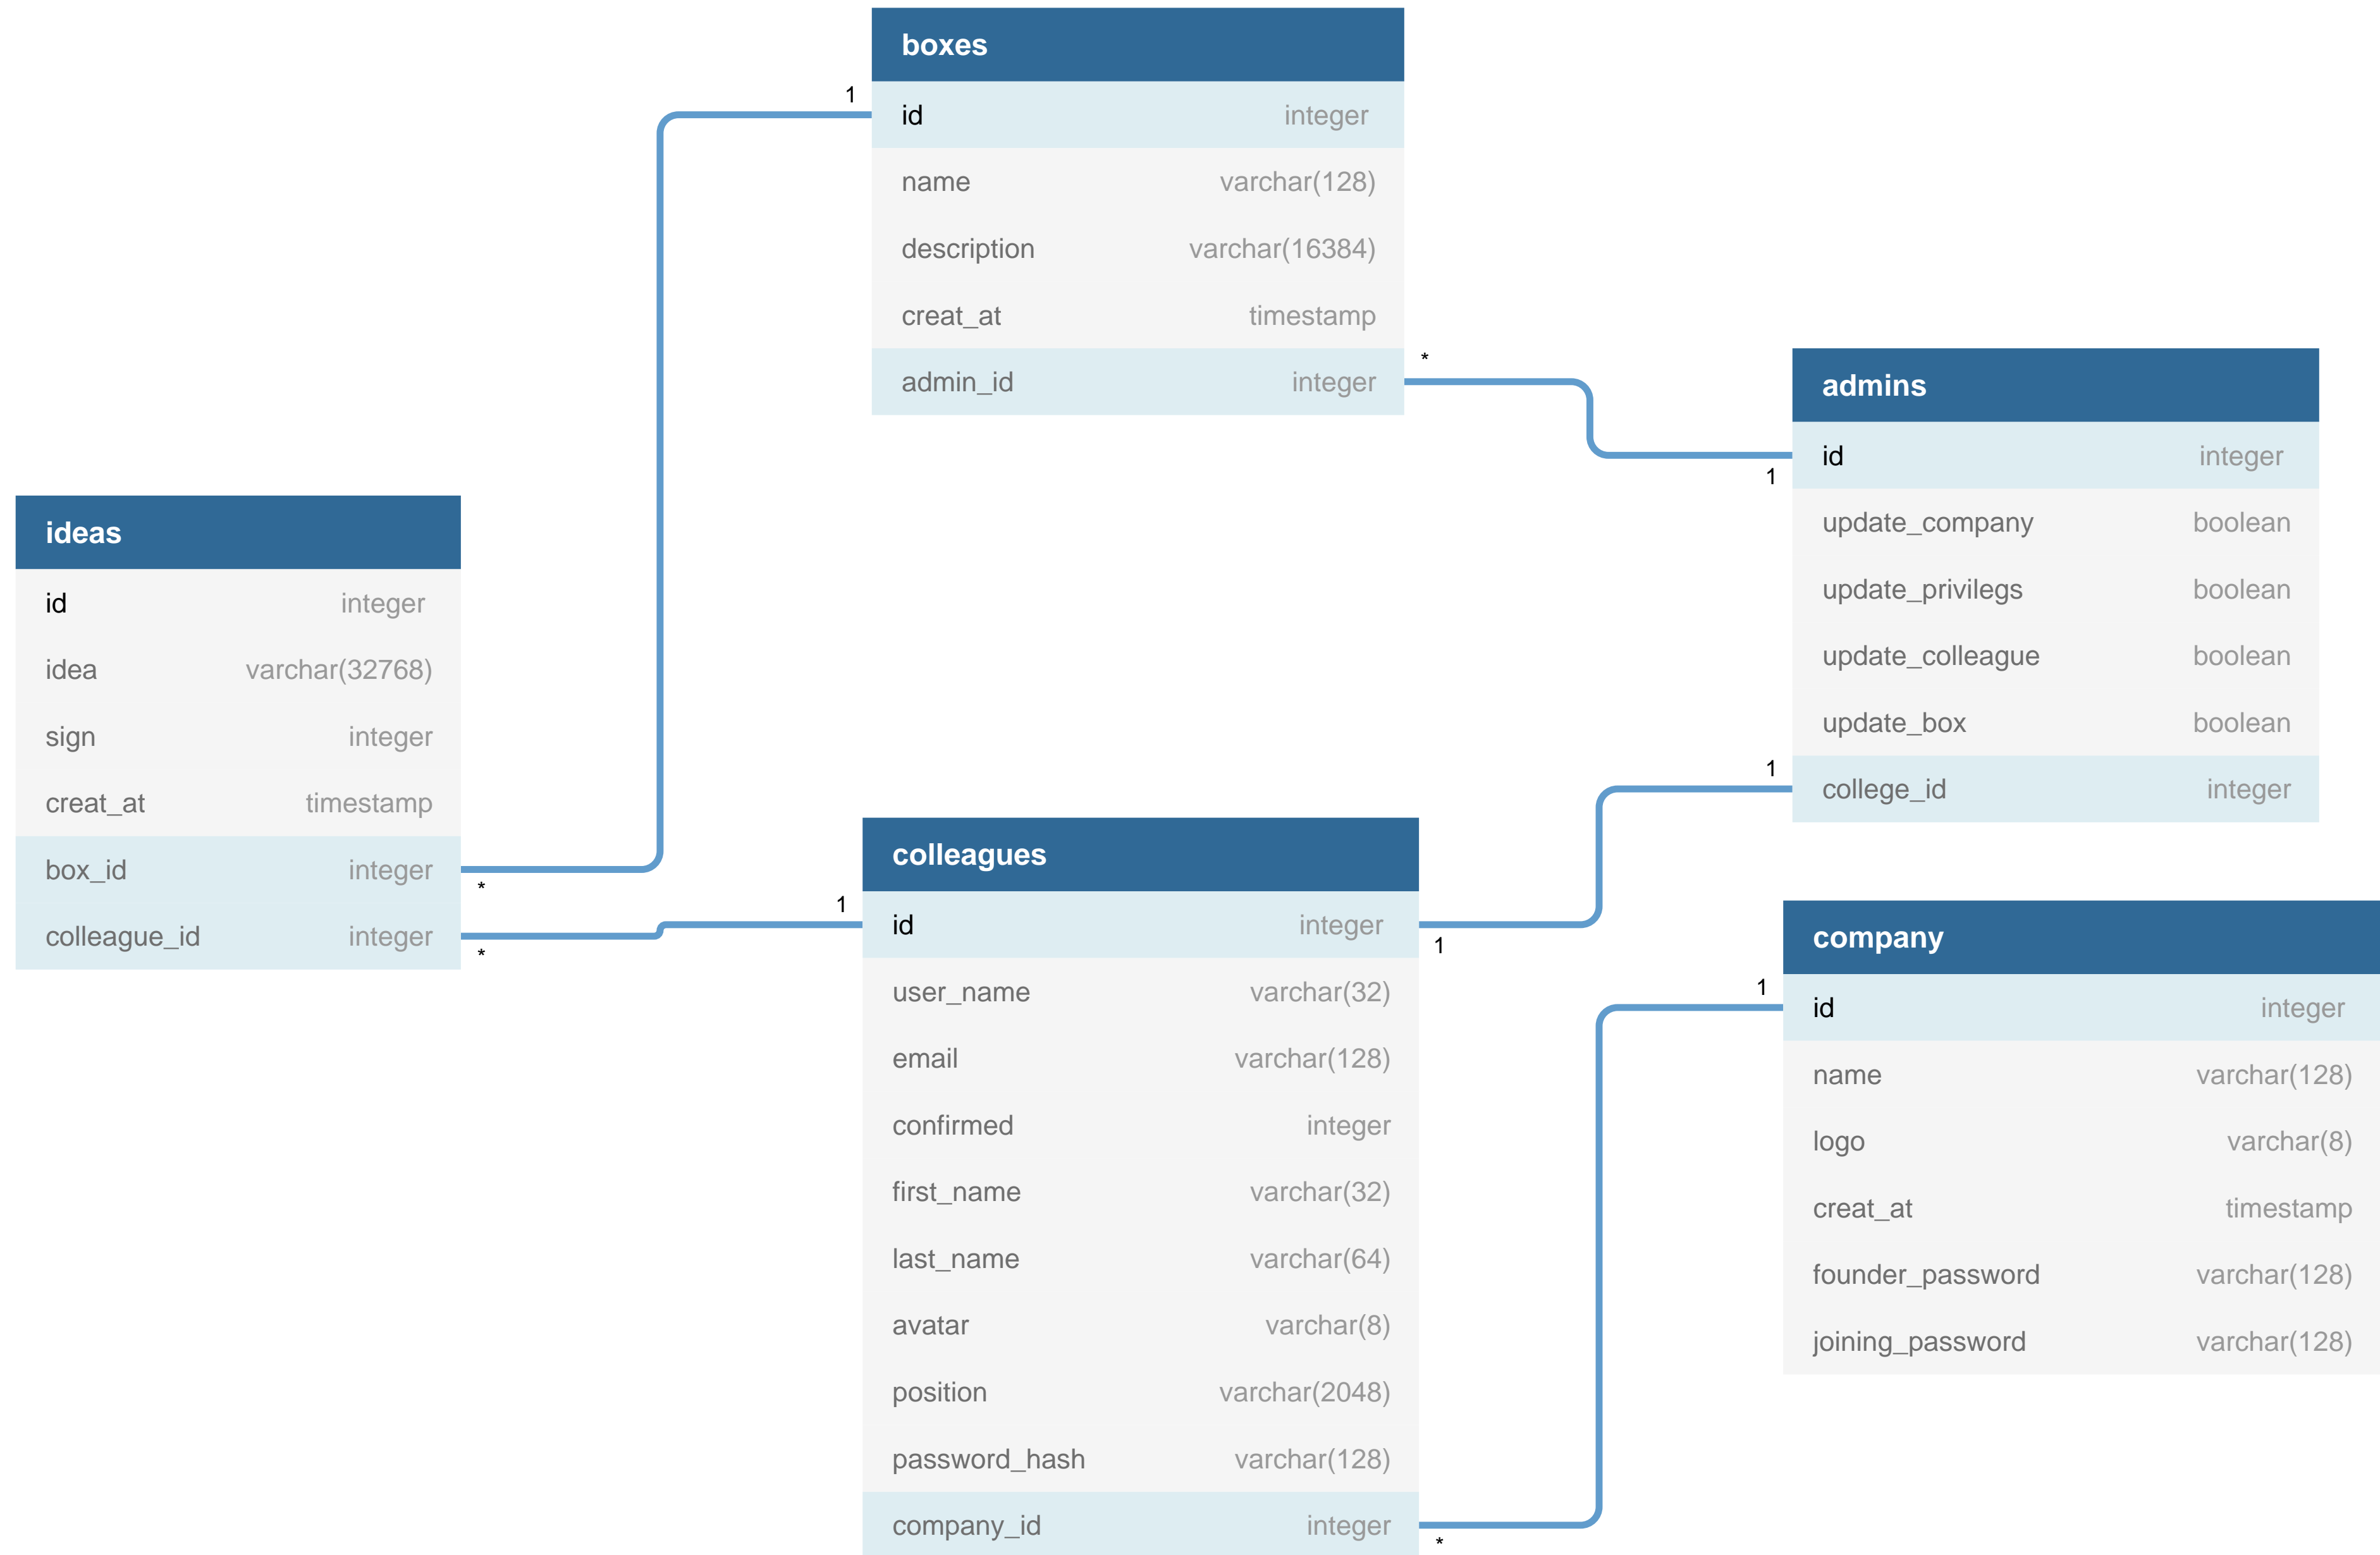 boxes
1
id integer
name varchar(128)
description varchar(16384)
creat_at timestamp
admin_id integer
*
admins
id integer
1
update_company boolean
update_privilegs boolean
update_colleague boolean
update_box boolean
1
college_id integer
ideas
id integer
idea varchar(32768)
sign integer
creat_at timestamp
box_id integer
*
colleague_id integer
*
colleagues
1
id integer
1
user_name varchar(32)
email varchar(128)
confirmed integer
first_name varchar(32)
last_name varchar(64)
avatar varchar(8)
position varchar(2048)
password_hash varchar(128)
company_id integer
*
company
1
id integer
name varchar(128)
logo varchar(8)
creat_at timestamp
founder_password varchar(128)
joining_password varchar(128)